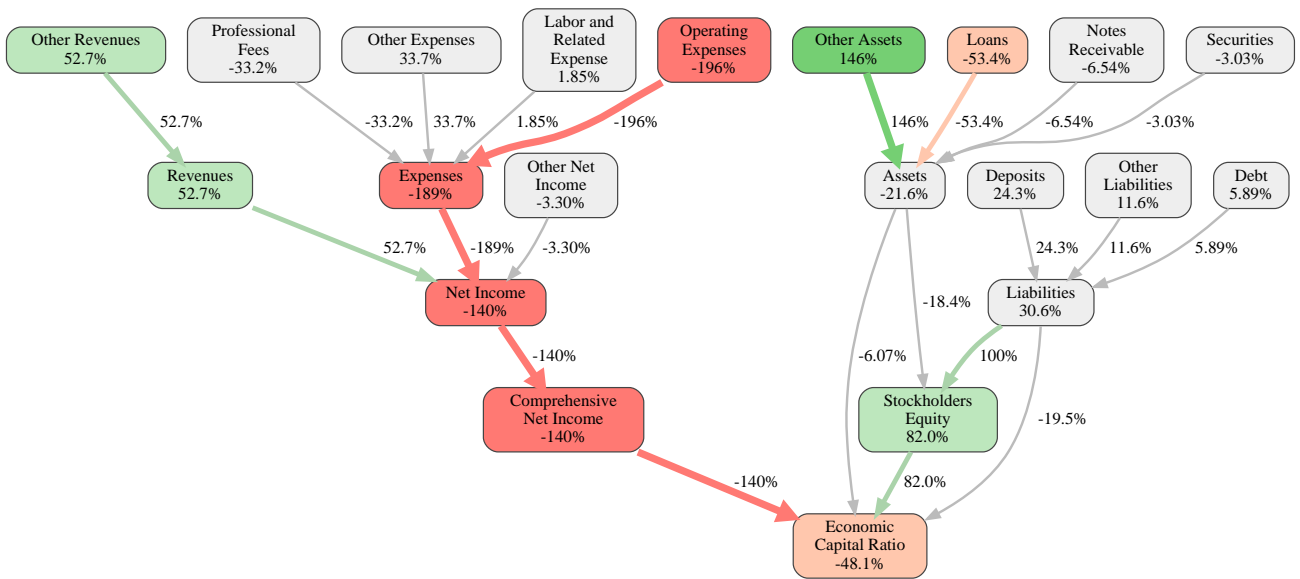 Other Revenues
52.7%
Professional
Fees
-33.2%
Other Expenses
33.7%
Labor and
Related
Expense
1.85%
Operating
Expenses
-196%
Other Assets
146%
Loans
-53.4%
Notes
Receivable
-6.54%
Securities
-3.03%
52.7%
-33.2%
33.7%
1.85%
-196%
146%
-53.4%
-6.54%
-3.03%
Revenues
52.7%
Expenses
-189%
Other Net
Income
-3.30%
Assets
-21.6%
Deposits
24.3%
Other
Liabilities
11.6%
Debt
5.89%
52.7%
-189%
-3.30%
24.3%
11.6%
5.89%
Net Income
-140%
-18.4%
Liabilities
30.6%
-140%
-6.07%
100%
Comprehensive
Net Income
-140%
Stockholders
Equity
82.0%
-19.5%
-140%
82.0%
Economic
Capital Ratio
-48.1%